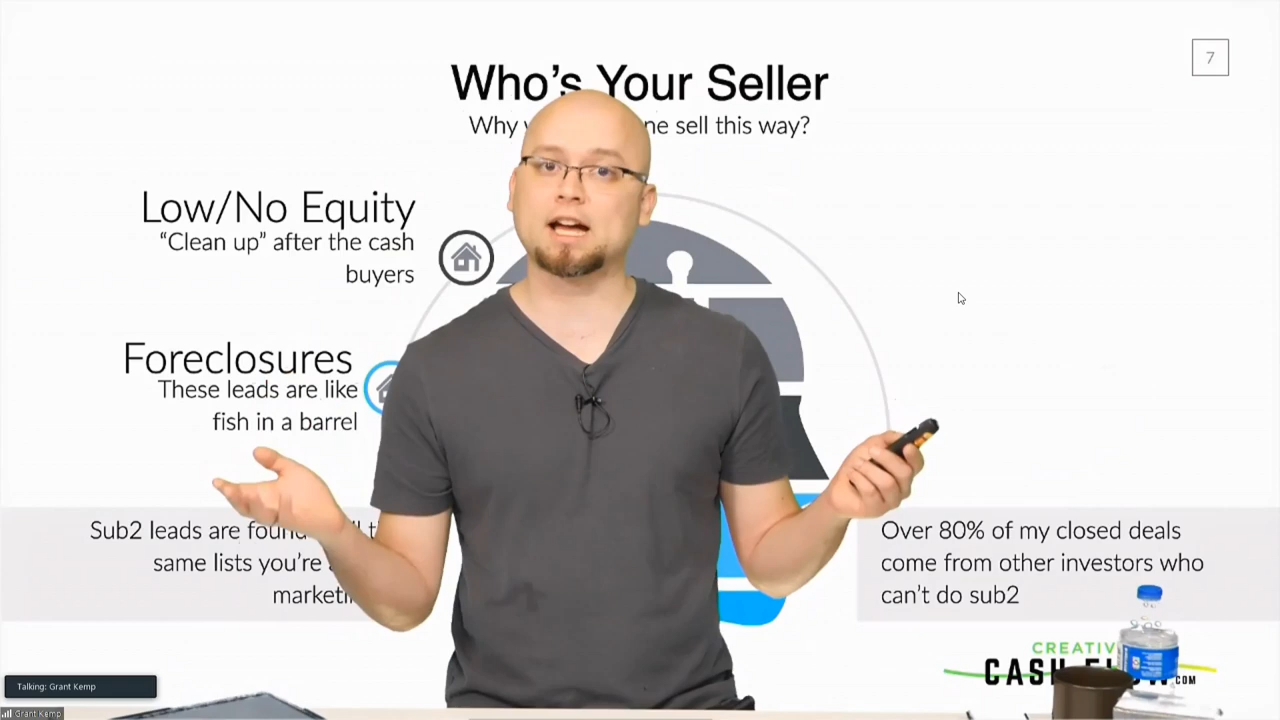 7
Who's Your Seller
Why ne sell this way?
Low/No Equity
“Clean up” after the cash
buyers
Foreclosures
These leads are like
fish in a barrel
Sub2 leads are found
same lists you're
Over 80% of my closed deals
come from other investors who
can't do sub2
CREATIV
CASH
.COM
Talking: Grant Kemp
Grant Kemp